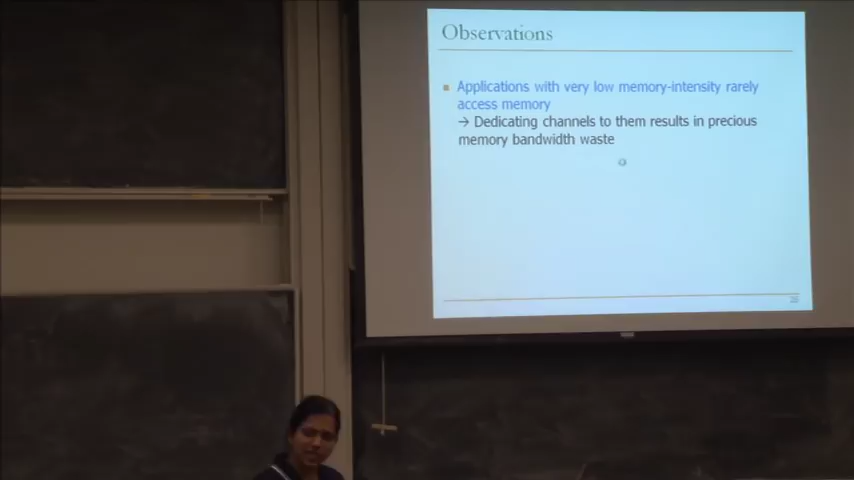 Observations
Applications with very low memory-intensity rarely
access memory
→ Dedicating channels to them results in precious
memory bandwidth waste